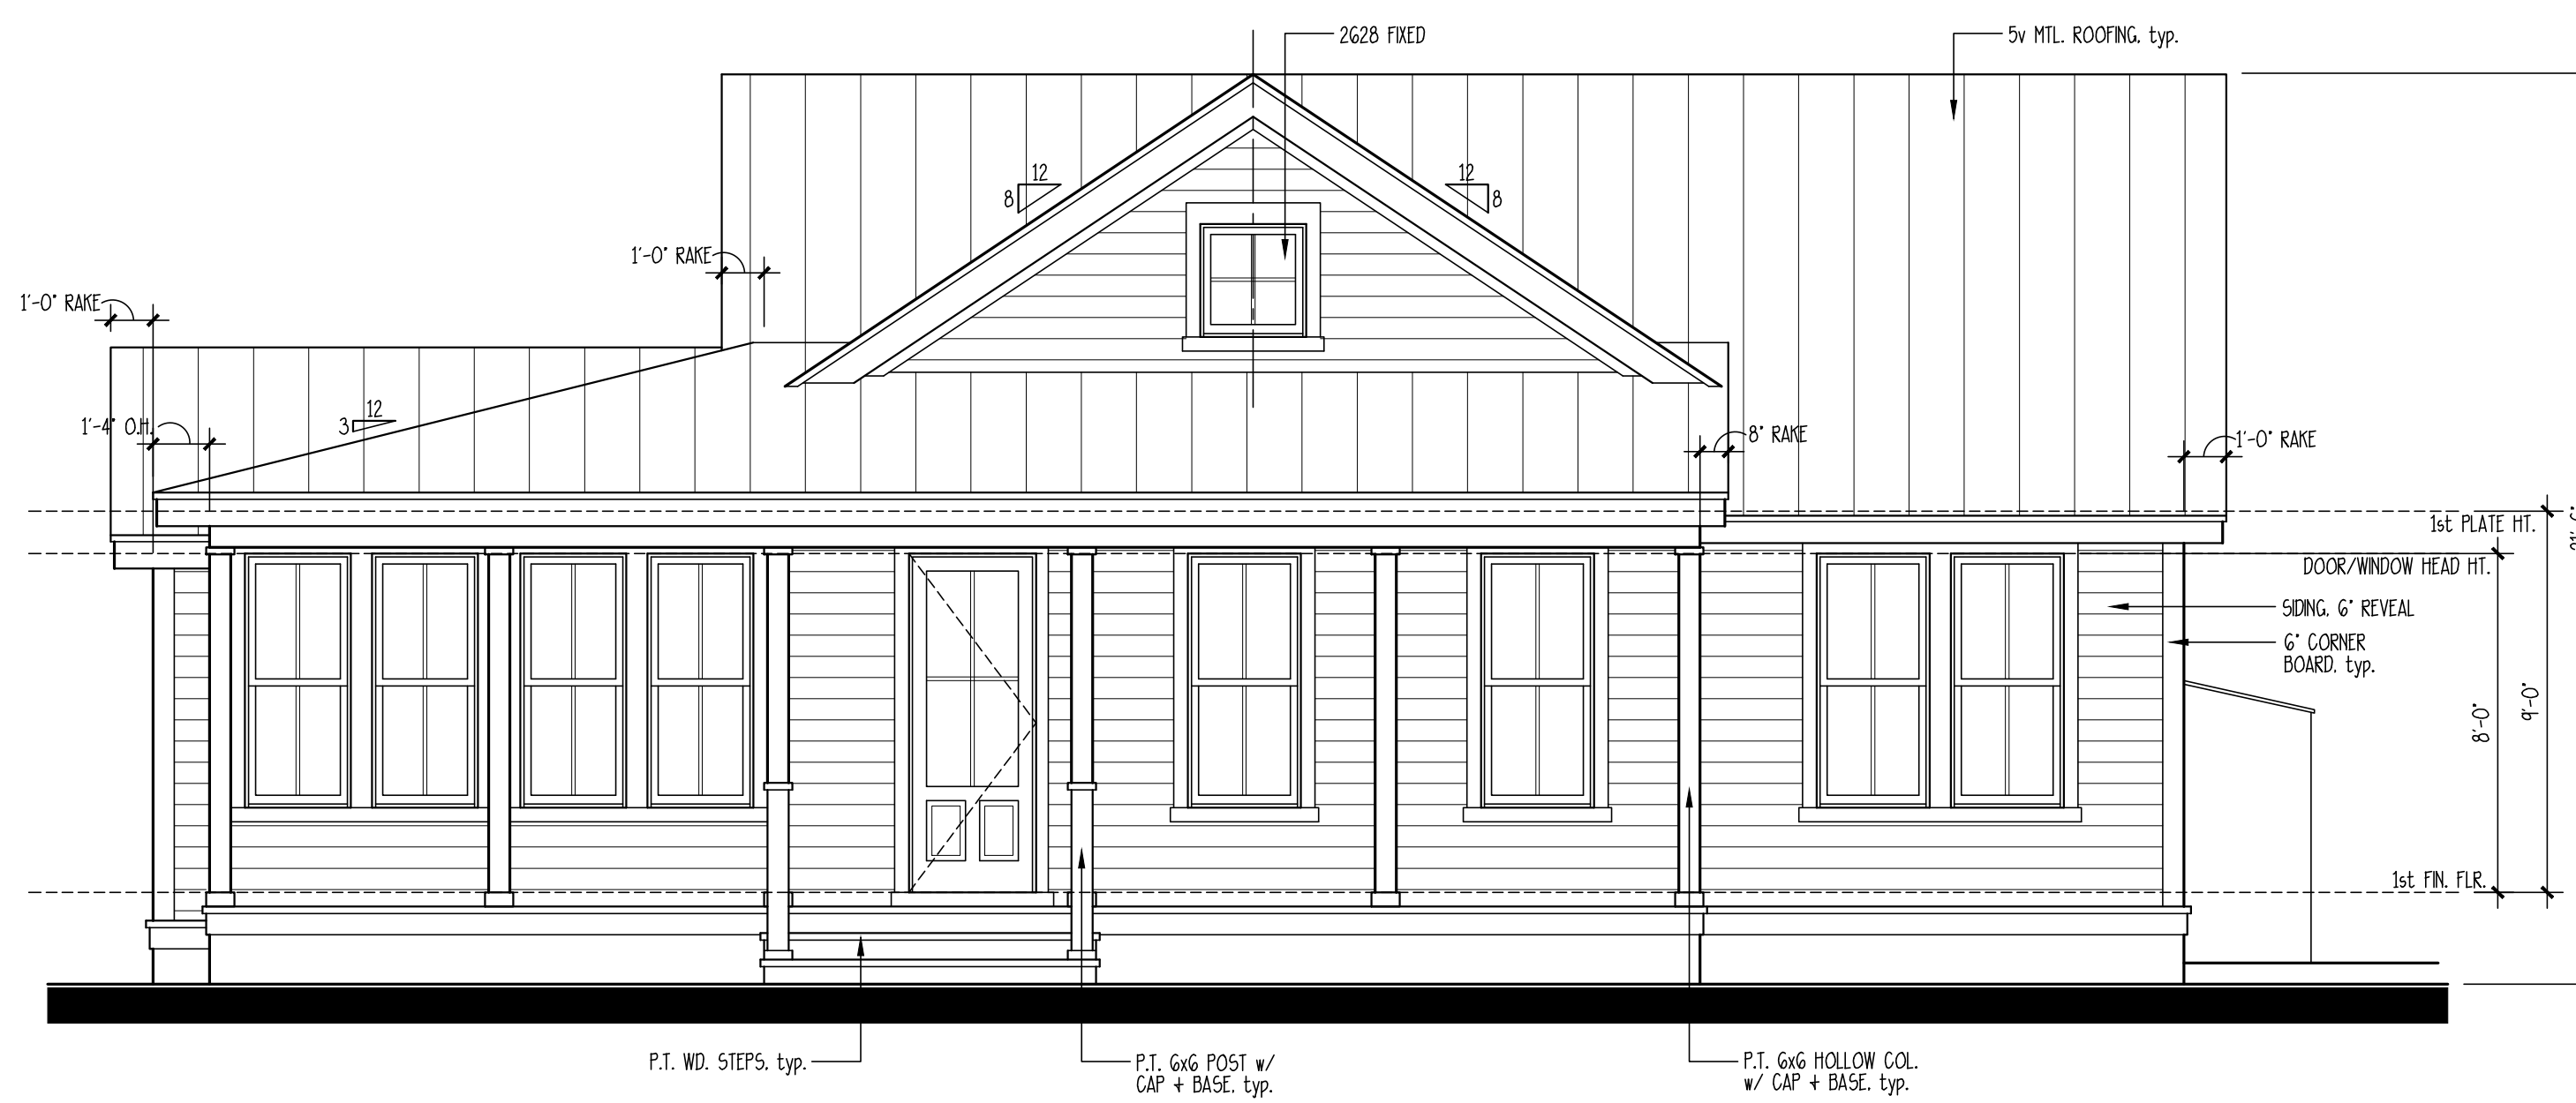 2628 FIXED
5v MTL. ROOFING, typ.
12
8
12
8
1'-0" RAKE
1'-0" RAKE
12
3
1'-4" O.H.
8" RAKE
1'-0" RAKE
1st PLATE HT.
DOOR/WINDOW HEAD HT.
SIDING, 6" REVEAL
6" CORNER
BOARD, typ.
8'-0"
9'-0"
1st FIN. FLR.
P.T. WD. STEPS, typ.
P.T. 6x6 POST w/
CAP + BASE, typ.
P.T. 6x6 HOLLOW COL.
w/ CAP + BASE, typ.